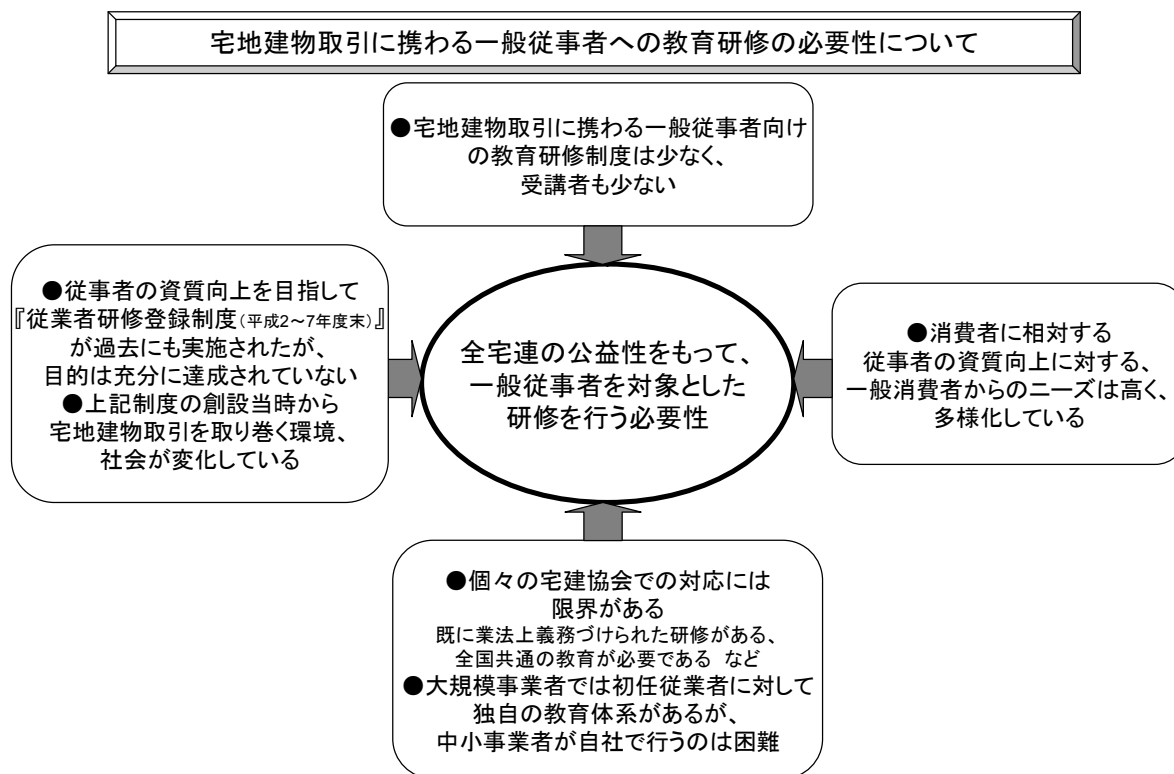 宅地建物取引に携わる一般従事者への教育研修の必要性について
●宅地建物取引に携わる一般従事者向け
の教育研修制度は少なく、
受講者も少ない
●従事者の資質向上を目指して
『従業者研修登録制度(平成2～7年度末)』
が過去にも実施されたが、
目的は充分に達成されていない
●上記制度の創設当時から
宅地建物取引を取り巻く環境、
社会が変化している
全宅連の公益性をもって、
一般従事者を対象とした
研修を行う必要性
●消費者に相対する
従事者の資質向上に対する、
一般消費者からのニーズは高く、
多様化している
●個々の宅建協会での対応には
限界がある
既に業法上義務づけられた研修がある、
全国共通の教育が必要である など
●大規模事業者では初任従業者に対して
独自の教育体系があるが、
中小事業者が自社で行うのは困難